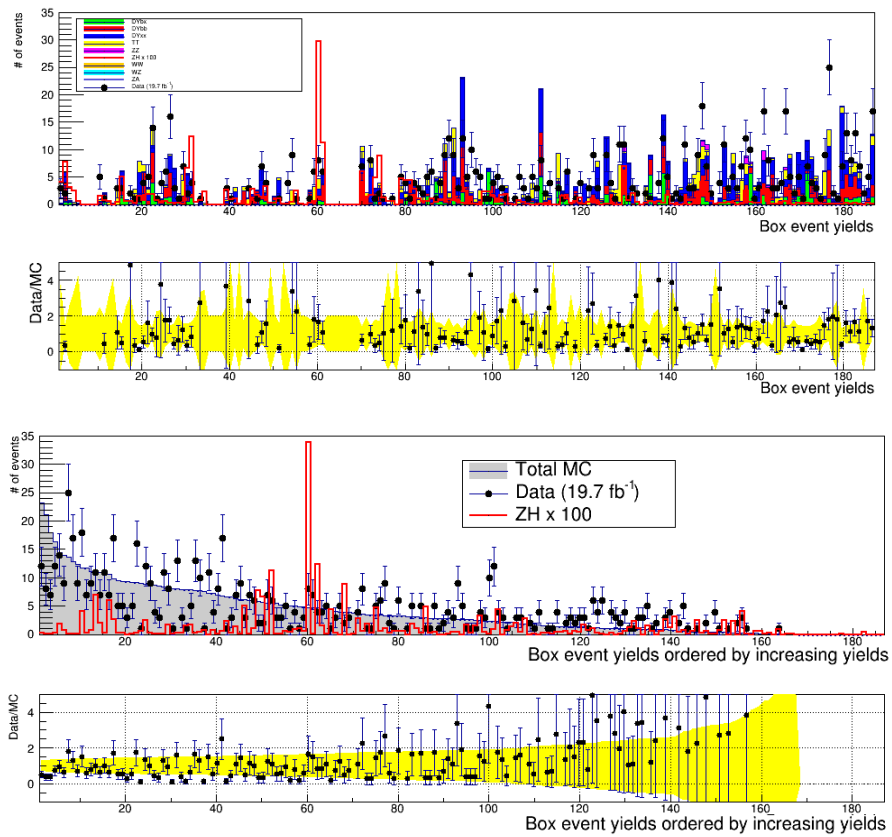 35
30
25
20
15
10
5
0
# of events
DYbx
DYbb
DYxx
TT
ZZ
ZH x 100
WW
WZ
ZA
Data (19.7 fb⁻¹)
20 40 60 80 100 120 140 160 180
Box event yields
Data/MC
4
2
0
20 40 60 80 100 120 140 160 180
Box event yields
35
30
25
20
15
10
5
0
# of events
Total MC
Data (19.7 fb⁻¹)
ZH x 100
20 40 60 80 100 120 140 160 180
Box event yields ordered by increasing yields
Data/MC
4
2
0
20 40 60 80 100 120 140 160 180
Box event yields ordered by increasing yields